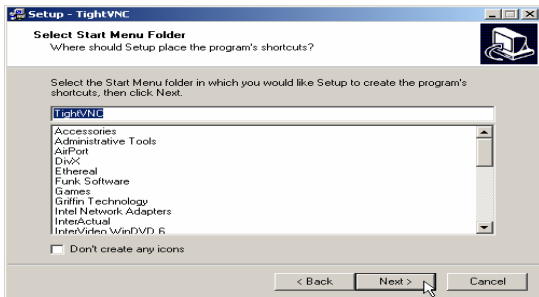 Setup - TightVNC
Select Start Menu Folder
Where should Setup place the program's shortcuts?
Select the Start Menu folder in which you would like Setup to create the program's
shortcuts, then click Next.
TightVNC
Accessories
Administrative Tools
AirPort
DivX
Ethereal
Funk Software
Games
Griffin Technology
Intel Network Adapters
InterActual
InterVideo WinDVD 6
Don't create any icons
< Back Next > Cancel